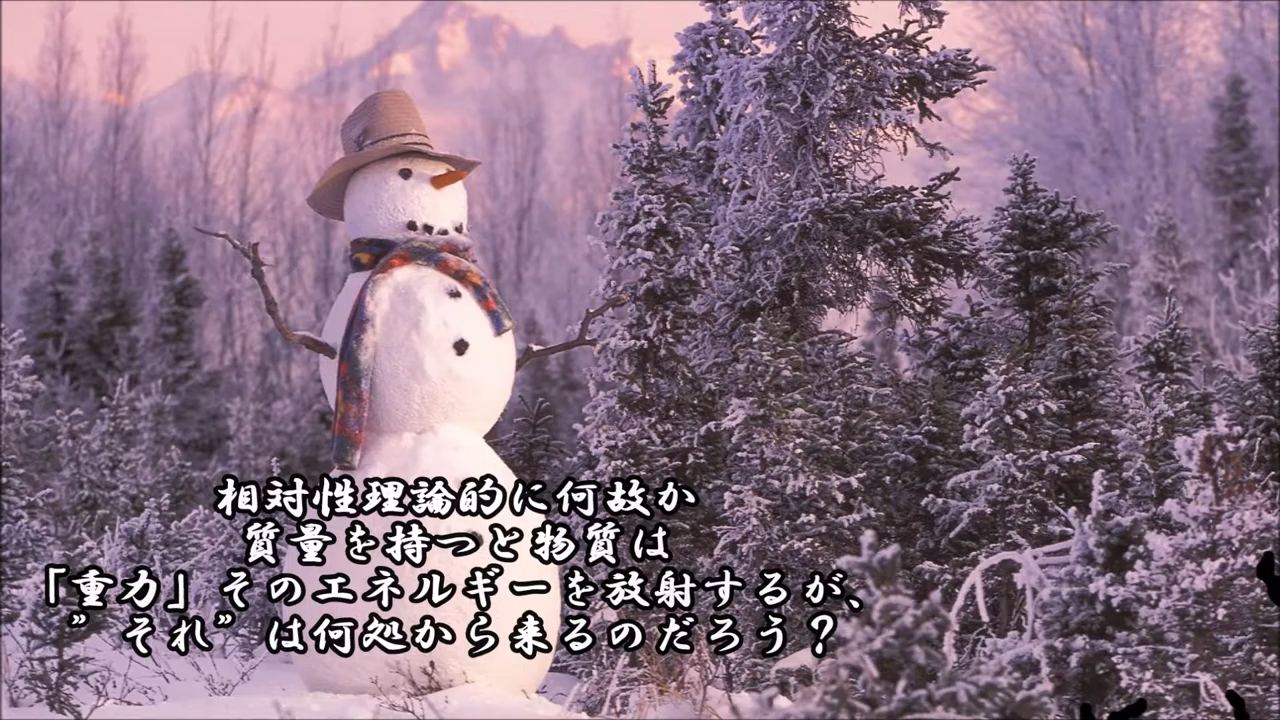 相対性理論的に何故か
質量を持つと物質は
「重力」そのエネルギーを放射するが、
”それ”は何処から来るのだろう？